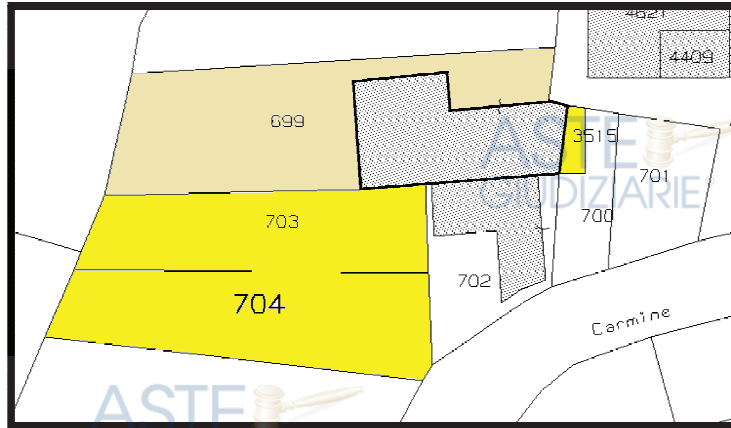 4621
4409
699
3515
ASTE
GIUDIZIARIE®
701
703
700
702
704
Carmine
ASTE